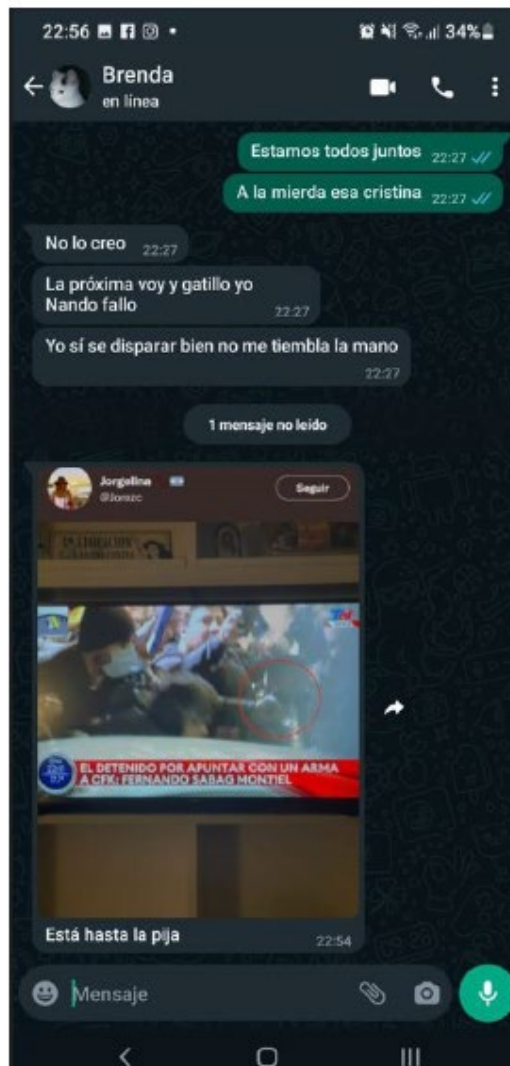 22:56
34%
Brenda
en línea
Estamos todos juntos 22:27
A la mierda esa cristina 22:27
No lo creo 22:27
La próxima voy y gatillo yo
Nando fallo 22:27
Yo sí se disparar bien no me tiembla la mano
22:27
1 mensaje no leído
Jorgelina
Seguir
EL DETENIDO POR APUNTAR CON UN ARMA
A CFK: FERNANDO SABAG MONTIEL
Está hasta la pija 22:54
Mensaje